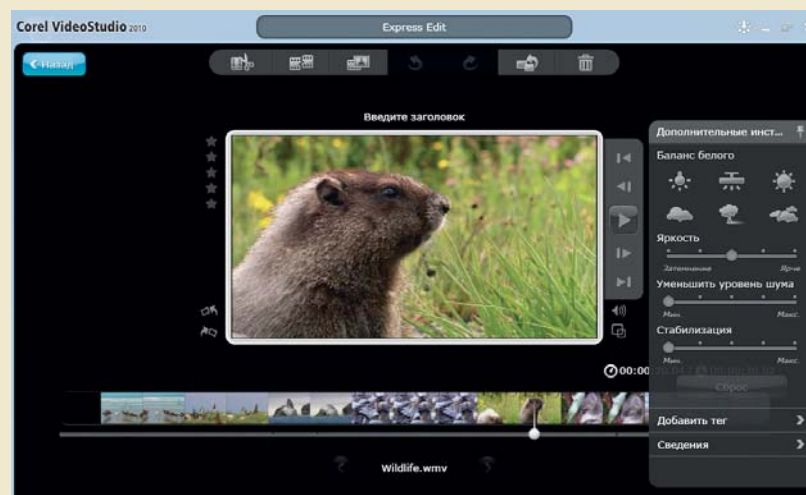 Corel VideoStudio 2010
Express Edit
Назад
Введите заголовок
Дополнительные инст...
Баланс белого
Яркость
Затемнение Ярче
Уменьшить уровень шума
Мин. Макс.
Стабилизация
Мин. Макс.
Сброс
Добавить тег
Сведения
Wildlife.wmv